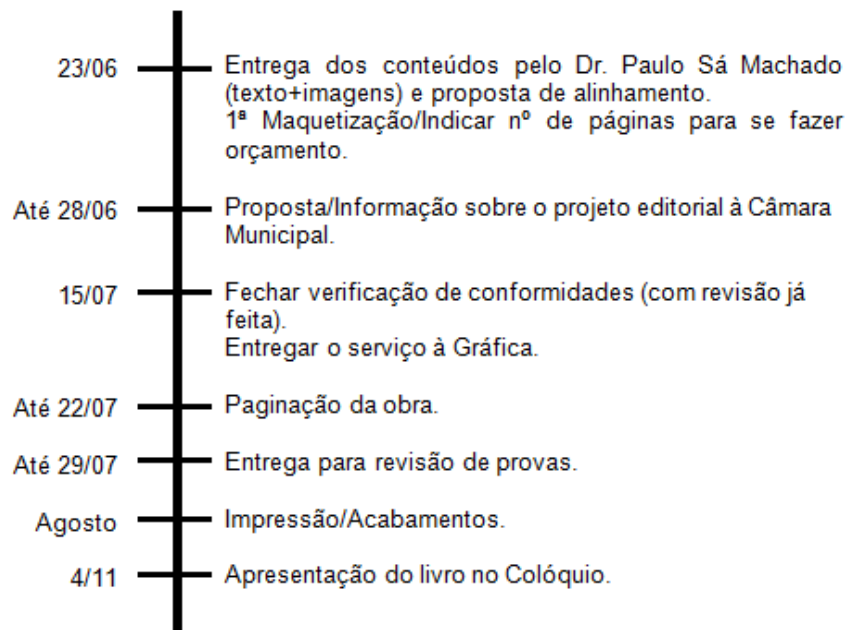 23/06 Entrega dos conteúdos pelo Dr. Paulo Sá Machado
(texto+imagens) e proposta de alinhamento.
1ª Maquetização/Indicar nº de páginas para se fazer
orçamento.
Até 28/06 Proposta/Informação sobre o projeto editorial à Câmara
Municipal.
15/07 Fechar verificação de conformidades (com revisão já
feita).
Entregar o serviço à Gráfica.
Até 22/07 Paginação da obra.
Até 29/07 Entrega para revisão de provas.
Agosto Impressão/Acabamentos.
4/11 Apresentação do livro no Colóquio.